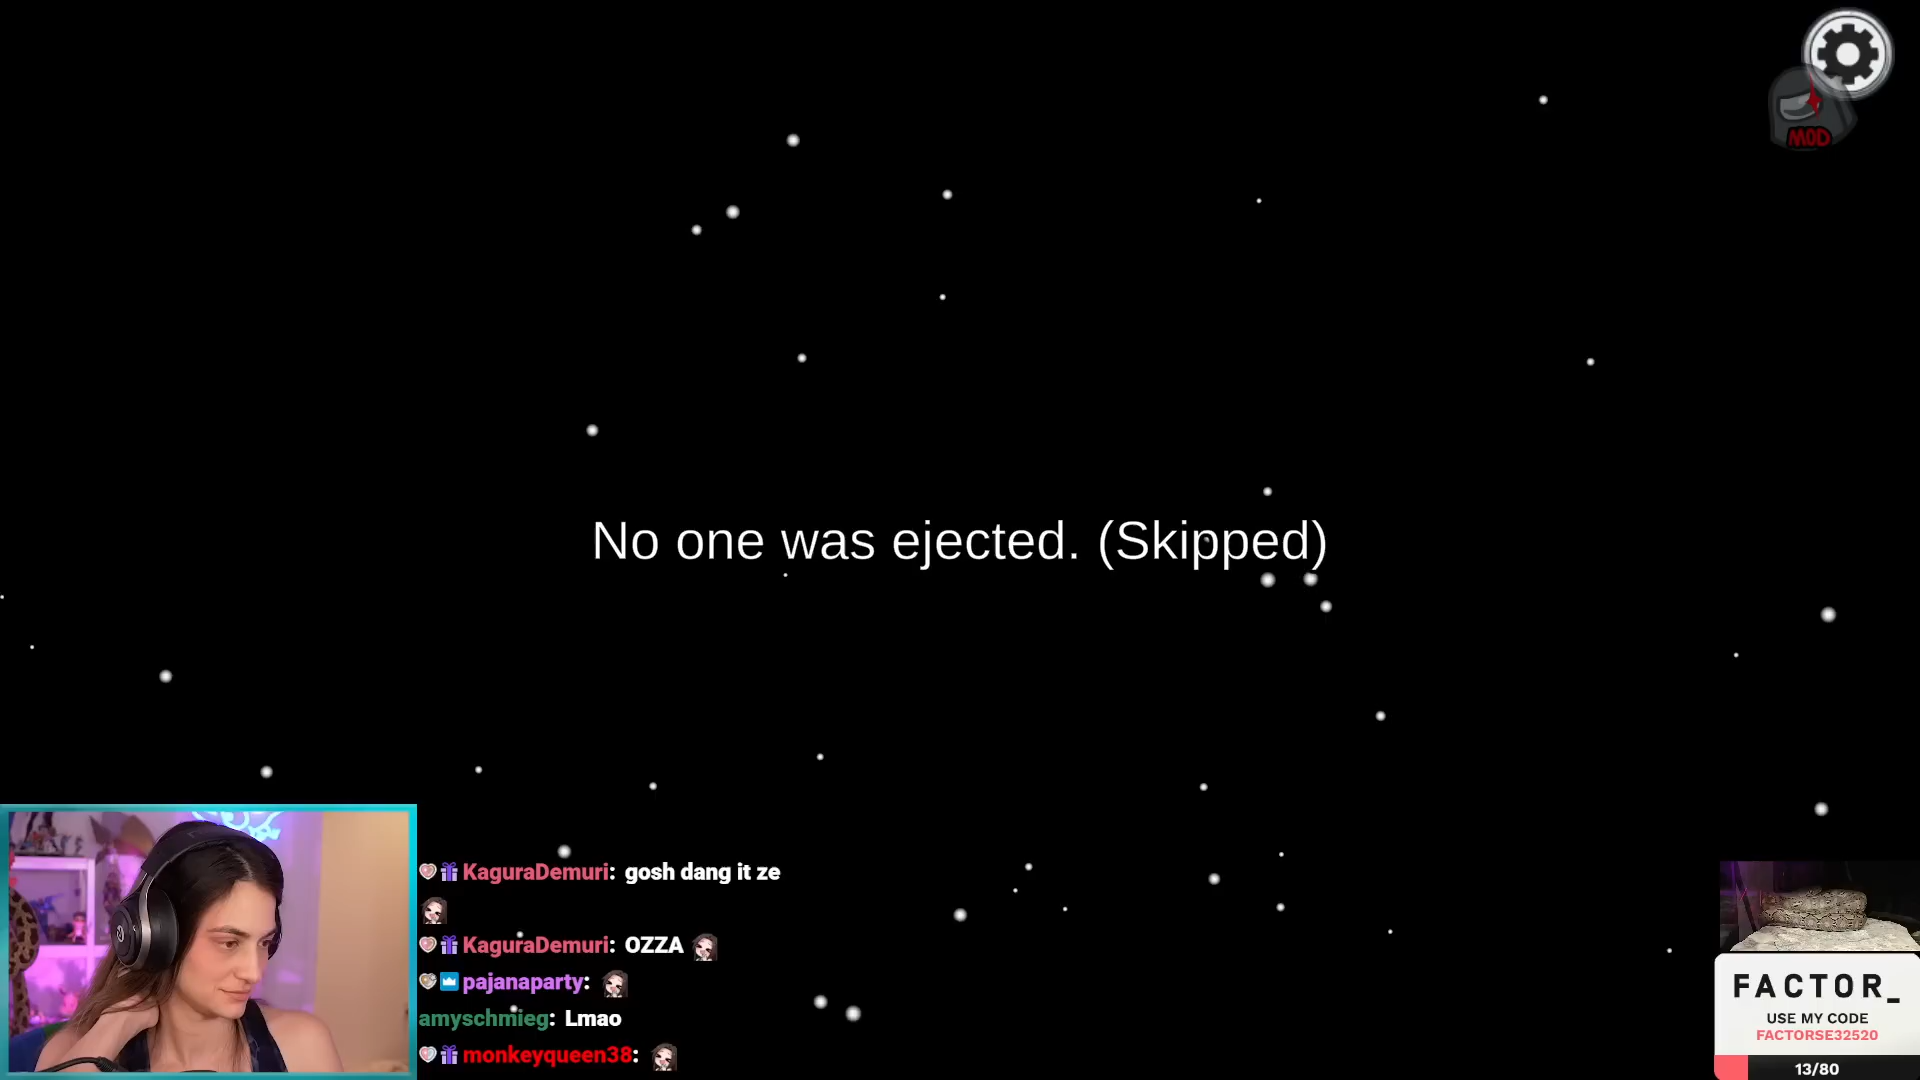 MOD
No one was ejected. (Skipped)
KaguraDemuri: gosh dang it ze
KaguraDemuri: OZZA
pajanaparty:
amyschmieg: Lmao
monkeyqueen38:
FACTOR_
USE MY CODE
FACTORSE32520
13/80